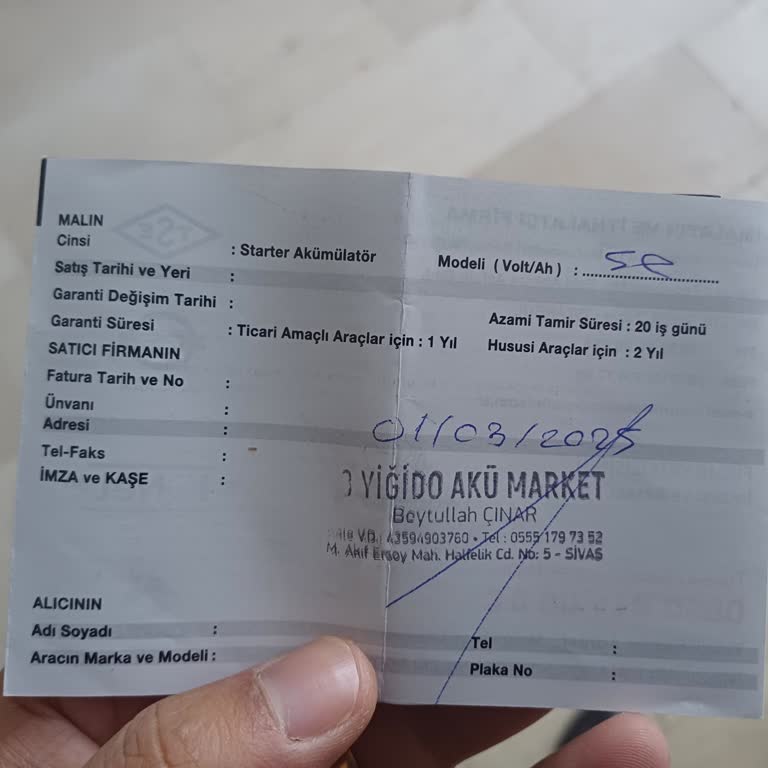 TSE
MALIN
Cinsi : Starter Akümülatör Modeli ( Volt/Ah ) :
Satış Tarihi ve Yeri :
Garanti Değişim Tarihi : Azami Tamir Süresi : 20 iş günü
Garanti Süresi : Ticari Amaçlı Araçlar için : 1 Yıl Hususi Araçlar için : 2 Yıl
SATICI FİRMANIN
Fatura Tarih ve No :
Ünvanı :
Adresi : 01/03/2025
Tel-Faks :
İMZA ve KAŞE :
YİĞİDO AKÜ MARKET
Beytullah ÇINAR
V.D.: 43594903760 • Tel : 0555 179 73 52
M. Akif Ersoy Mah. Halfelik Cd. No: 5 - SİVAS
ALICININ
Adı Soyadı : Tel :
Aracın Marka ve Modeli : Plaka No :